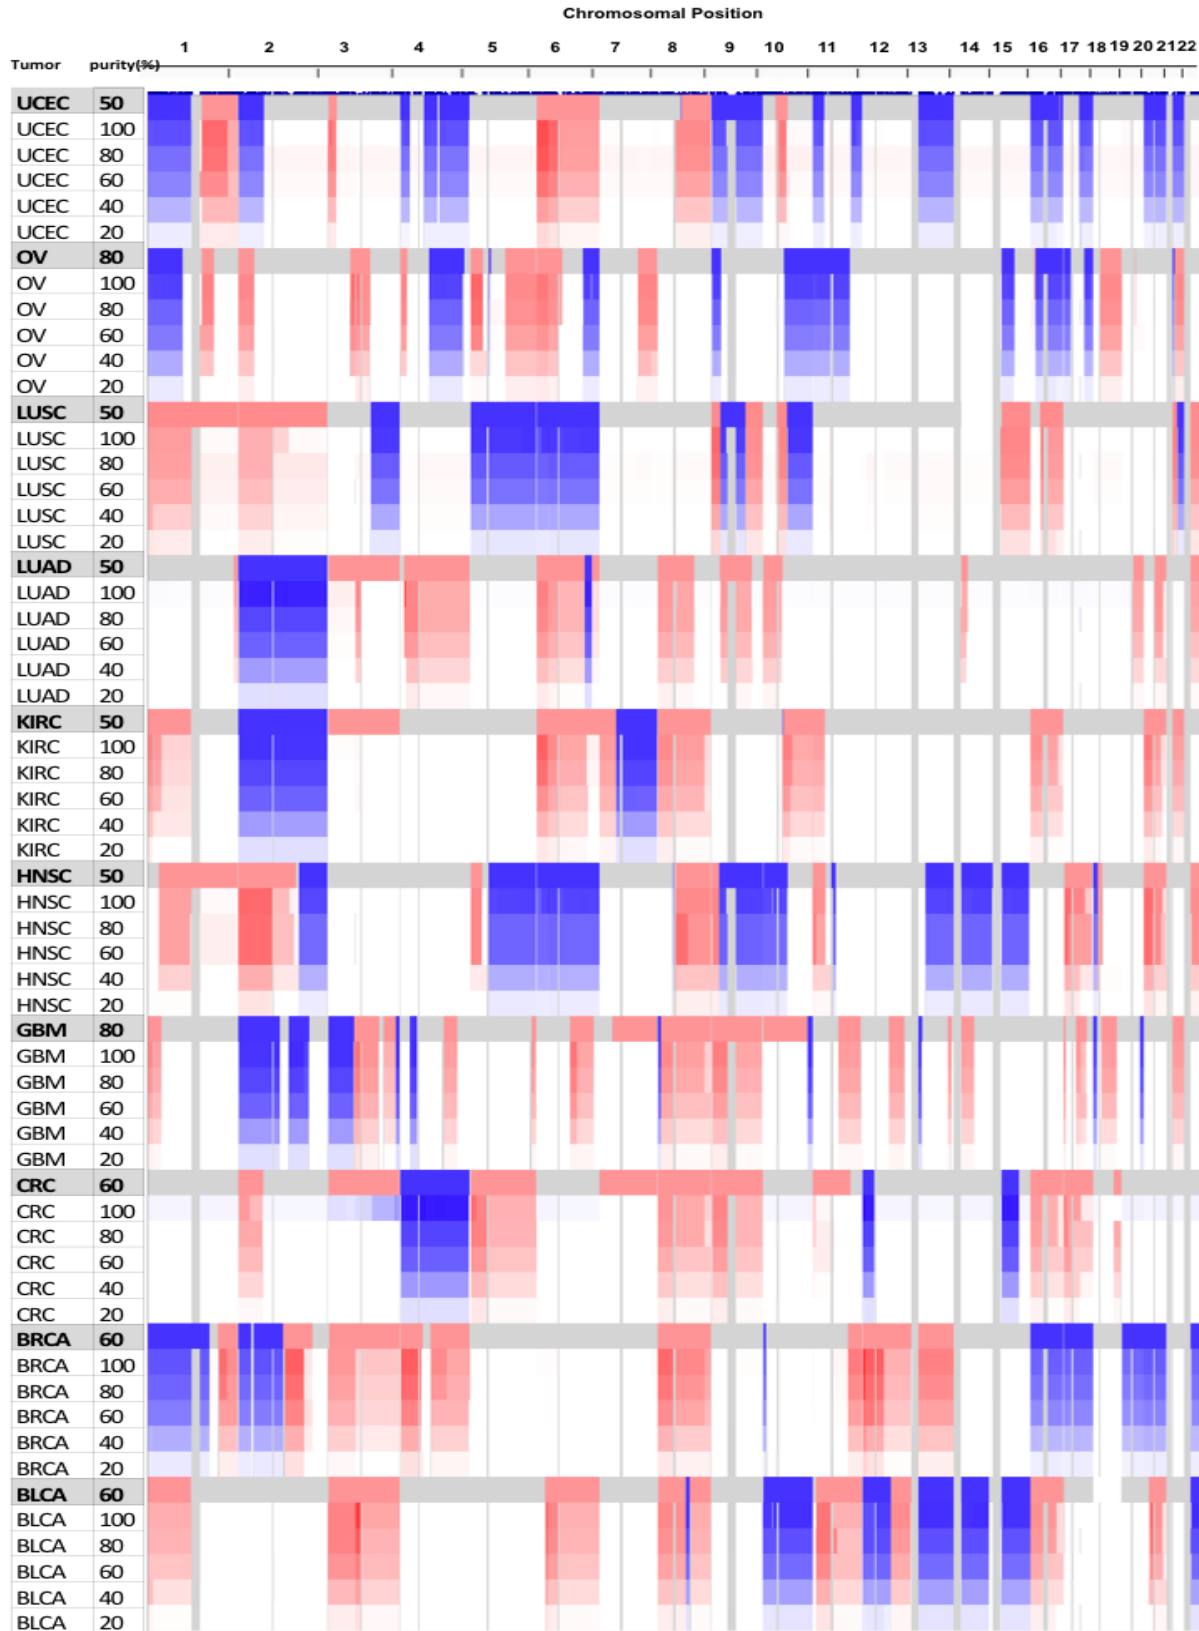 Chromosomal Position
1 2 3 4 5 6 7 8 9 10 11 12 13 14 15 16 17 18 19 20 21 22
Tumor purity(%)
UCEC 50
UCEC 100
UCEC 80
UCEC 60
UCEC 40
UCEC 20
OV 80
OV 100
OV 80
OV 60
OV 40
OV 20
LUSC 50
LUSC 100
LUSC 80
LUSC 60
LUSC 40
LUSC 20
LUAD 50
LUAD 100
LUAD 80
LUAD 60
LUAD 40
LUAD 20
KIRC 50
KIRC 100
KIRC 80
KIRC 60
KIRC 40
KIRC 20
HNSC 50
HNSC 100
HNSC 80
HNSC 60
HNSC 40
HNSC 20
GBM 80
GBM 100
GBM 80
GBM 60
GBM 40
GBM 20
CRC 60
CRC 100
CRC 80
CRC 60
CRC 40
CRC 20
BRCA 60
BRCA 100
BRCA 80
BRCA 60
BRCA 40
BRCA 20
BLCA 60
BLCA 100
BLCA 80
BLCA 60
BLCA 40
BLCA 20